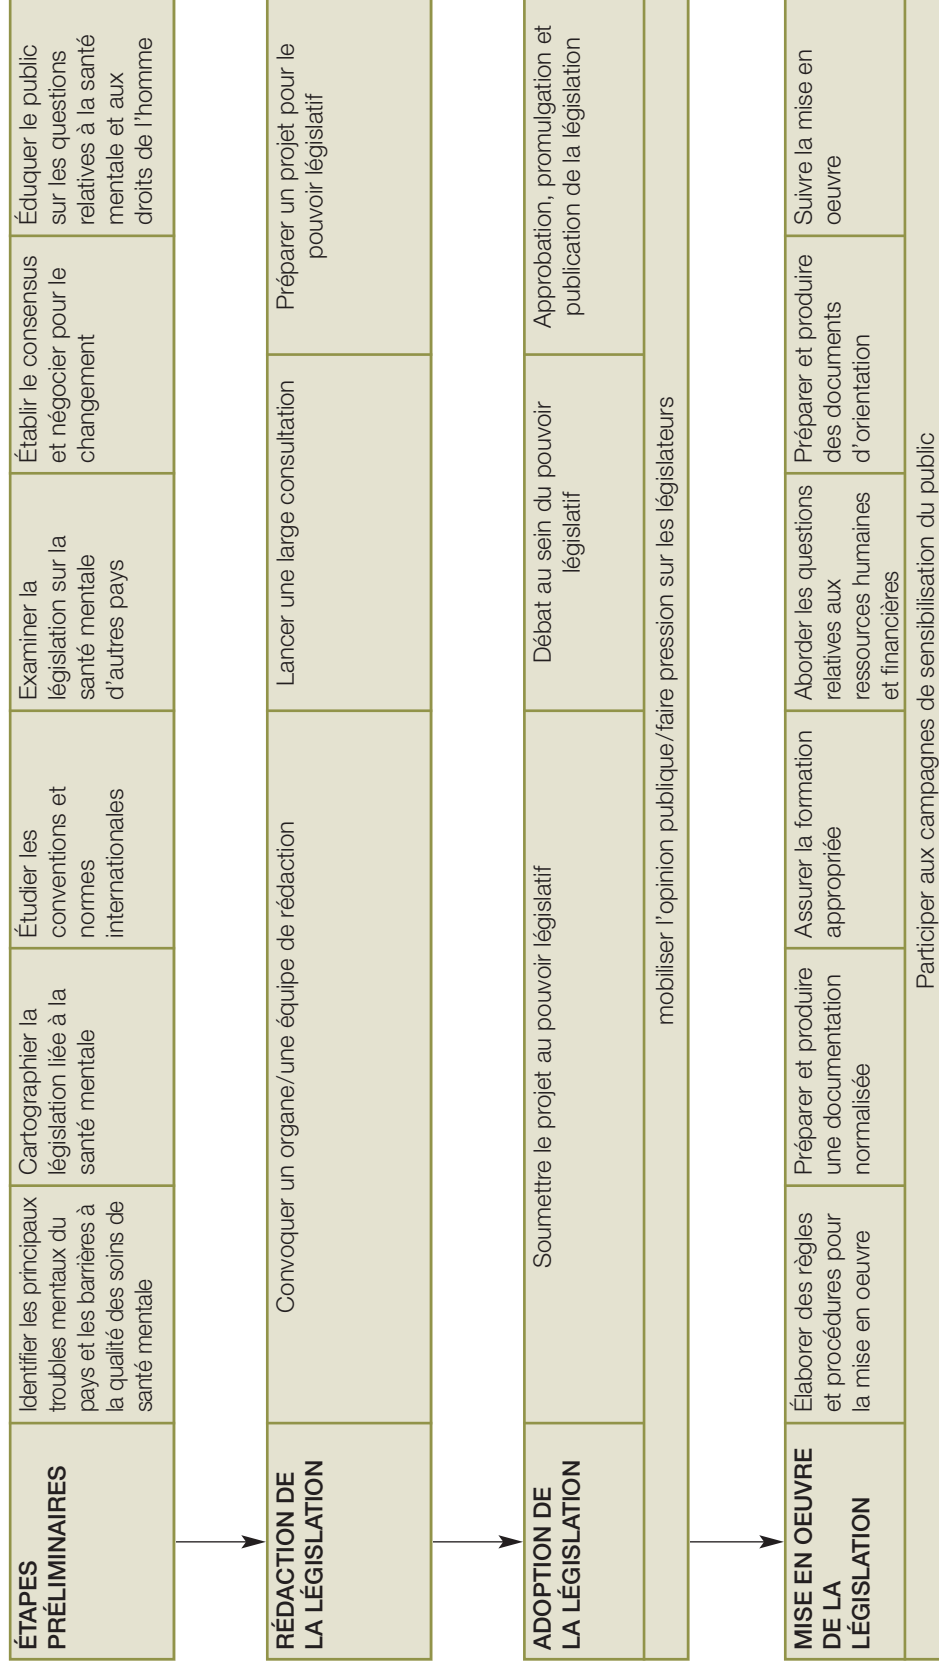 ÉTAPES
PRÉLIMINAIRES
Identifier les principaux
troubles mentaux du
pays et les barrières à
la qualité des soins de
santé mentale
Cartographier la
législation liée à la
santé mentale
Étudier les
conventions et
normes
internationales
Examiner la
législation sur la
santé mentale
d'autres pays
Établir le consensus
et négocier pour le
changement
Éduquer le public
sur les questions
relatives à la santé
mentale et aux
droits de l'homme
RÉDACTION DE
LA LÉGISLATION
Convoquer un organe/une équipe de rédaction
Lancer une large consultation
Préparer un projet pour le
pouvoir législatif
ADOPTION DE
LA LÉGISLATION
Soumettre le projet au pouvoir législatif
Débat au sein du pouvoir
législatif
Approbation, promulgation et
publication de la législation
mobiliser l'opinion publique/faire pression sur les législateurs
MISE EN OEUVRE
DE LA
LÉGISLATION
Élaborer des règles
et procédures pour
la mise en oeuvre
Préparer et produire
une documentation
normalisée
Assurer la formation
appropriée
Aborder les questions
relatives aux
ressources humaines
et financières
Préparer et produire
des documents
d'orientation
Suivre la mise en
oeuvre
Participer aux campagnes de sensibilisation du public